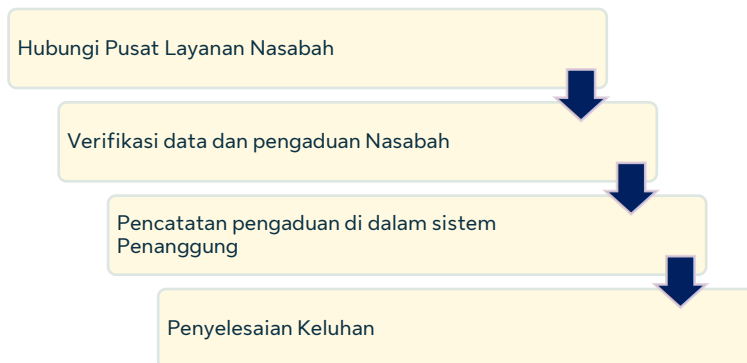 Hubungi Pusat Layanan Nasabah
Verifikasi data dan pengaduan Nasabah
Pencatatan pengaduan di dalam sistem
Penanggung
Penyelesaian Keluhan